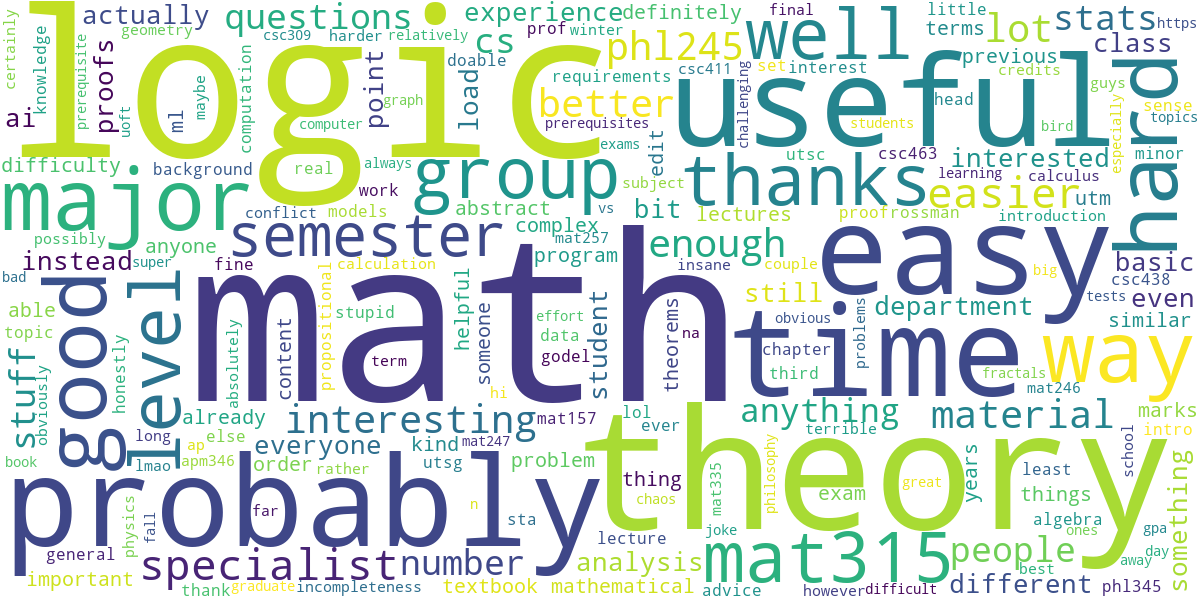 certainly
knowledge
geometry
actually
questions
experience
definitely
final
little
stats
https
prerequisite
proofs
uoft
csc309
harder
relatively
cs
prof
winter
phl245
well
lot
terms
previous
class
logic
ml
maybe
computation
point
load
doable
requirements
csc411
set
interest
credits
guys
ai
graph
computer
better
prerequisites
challenging
useful
head
students
bird
especially
sense
topics
hard
difficulty
background
real
always
exams
edit
utsc
csc463
interested
minor
major
work
group
subject
thanks
learning
calculus
easier
utm
conflict
models
abstract
vs
bit
lectures
proofrossman
introduction
possibly
anyone
semester
complex
mat257
enough
easy
instead
super
fine
calculation
program
insane
couple
big
basic
bad
csc438
able
good
level
math
propositional
stupid
helpful
someone
effort
data
student
theorems
na
still
obvious
department
tests
even
topic
absolutely
content
term
godel
time
chapter
problems
way
similar
stuff
obviously
honestly
hi
third
fractals
mat246
already
interesting
mat157
lol
ever
anything
terrible
material
marks
intro
book
long
lmao
ap
else
everyone
kind
mat247
apm346
order
rather
utsg
problem
theory
school
probably
far
n
thing
chaos
mat335
philosophy
exam
great
years
least
things
something
physics
fall
sta
joke
algebra
ones
gpa
general
specialist
number
lecture
analysis
mat315
people
away
day
best
important
thank
graduate
incompleteness
textbook
mathematical
advice
however
difficult
different
phl345